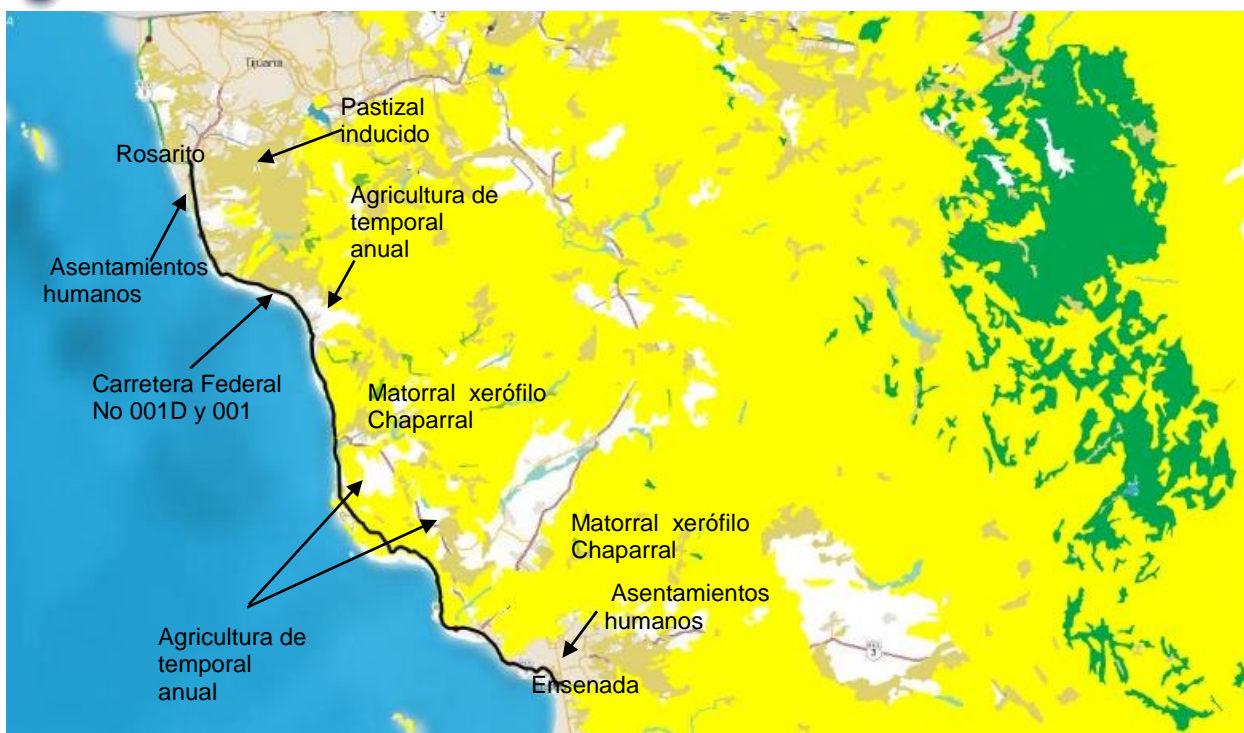 Tijuana
Pastizal
inducido
Rosarito
Agricultura de
temporal
anual
Asentamientos
humanos
Carretera Federal
No 001D y 001
Matorral xerófilo
Chaparral
Matorral xerófilo
Chaparral
Asentamientos
humanos
Agricultura de
temporal
anual
3
Ensenada